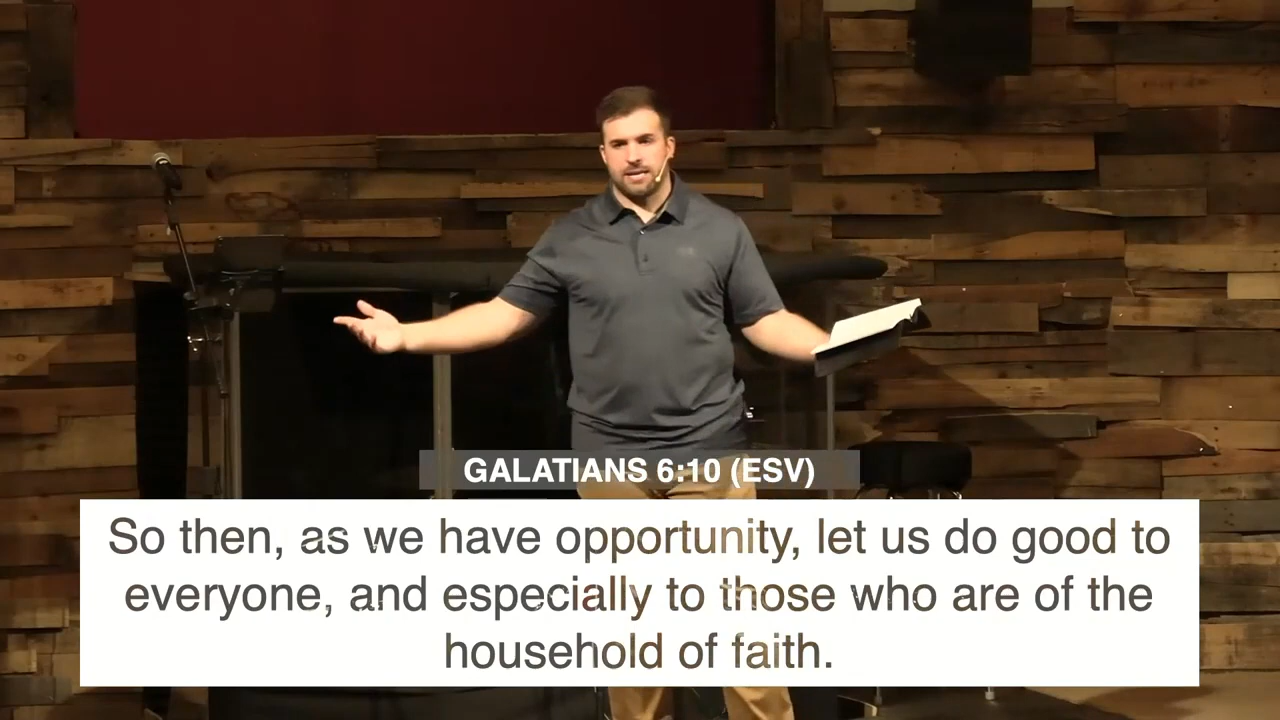 GALATIANS 6:10 (ESV)
So then, as we have opportunity, let us do good to
everyone, and especially to those who are of the
household of faith.